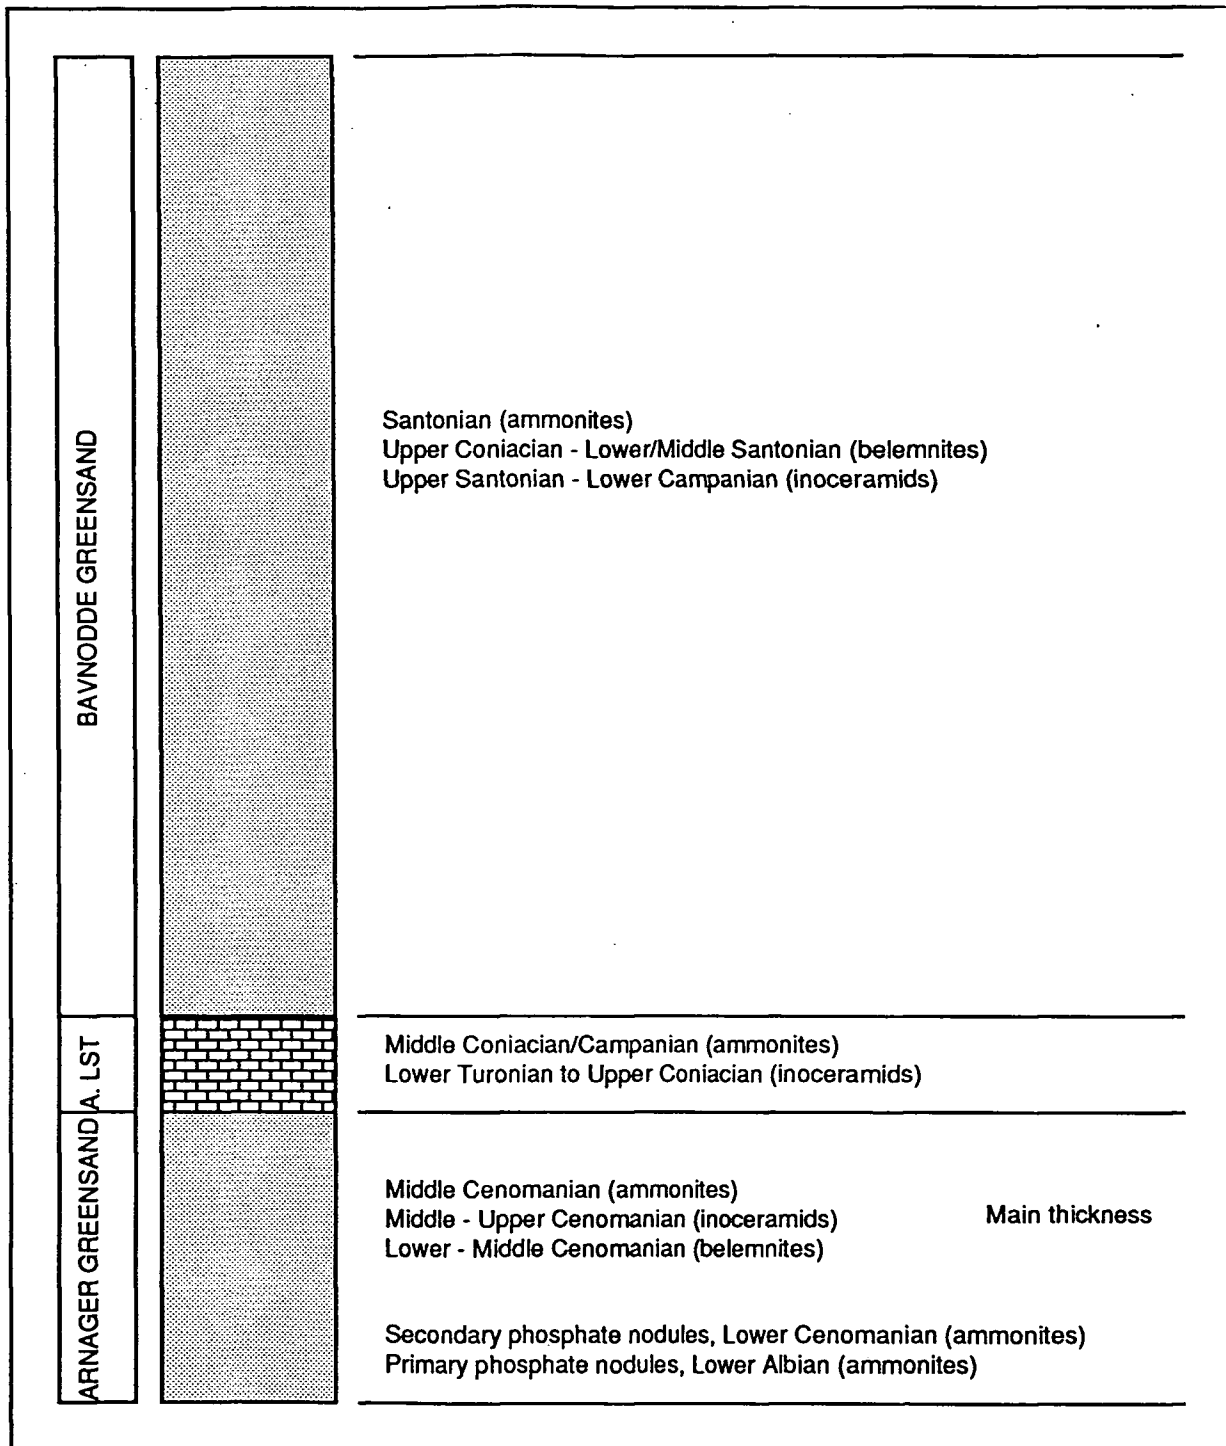 BAVNODDE GREENSAND
Santonian (ammonites)
Upper Coniacian - Lower/Middle Santonian (belemnites)
Upper Santonian - Lower Campanian (inoceramids)
A. LST
Middle Coniacian/Campanian (ammonites)
Lower Turonian to Upper Coniacian (inoceramids)
ARNAGER GREENSAND
Middle Cenomanian (ammonites)
Middle - Upper Cenomanian (inoceramids)
Main thickness
Lower - Middle Cenomanian (belemnites)
Secondary phosphate nodules, Lower Cenomanian (ammonites)
Primary phosphate nodules, Lower Albian (ammonites)